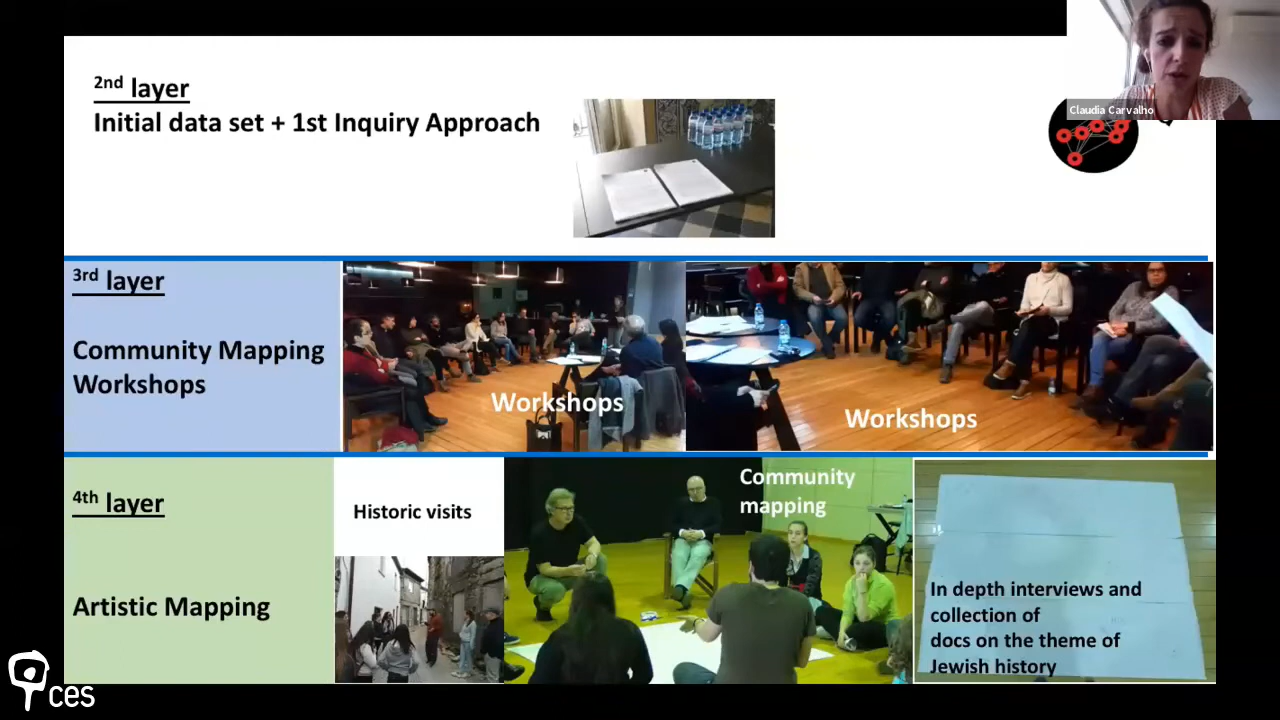 2nd layer
Initial data set + 1st Inquiry Approach
Claudia Carvalho
3rd layer
Community Mapping
Workshops
Workshops
Workshops
4th layer
Artistic Mapping
Historic visits
Community
mapping
In depth interviews and
collection of
docs on the theme of
Jewish history
ces